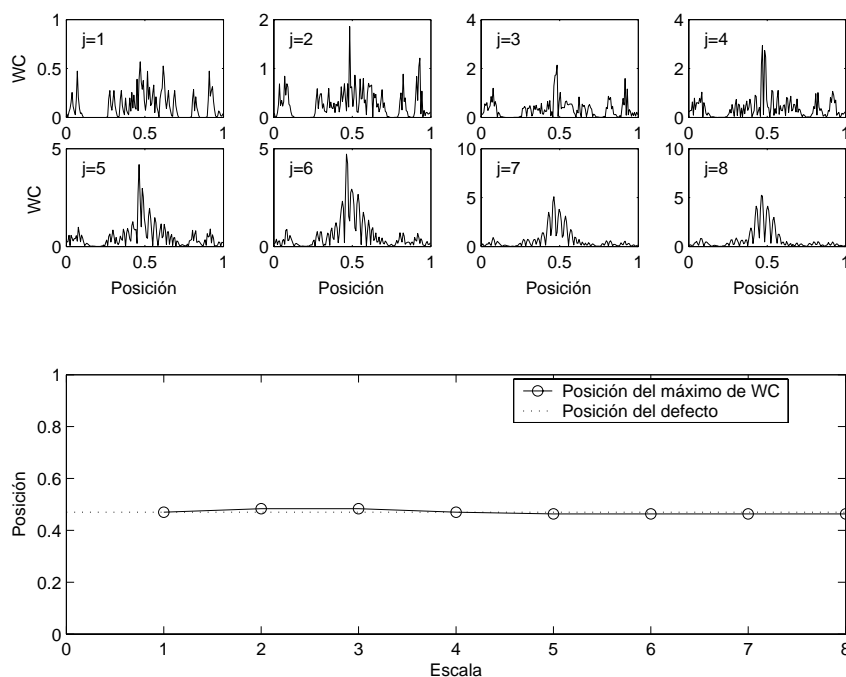 1
0.5
0
WC
j=1
0 0.5 1
2
1
0
j=2
0 0.5 1
4
2
0
j=3
0 0.5 1
4
2
0
j=4
0 0.5 1
5
0
WC
j=5
0 0.5 1
Posición
5
0
j=6
0 0.5 1
Posición
10
5
0
j=7
0 0.5 1
Posición
10
5
0
j=8
0 0.5 1
Posición
1
0.8
0.6
0.4
0.2
0
Posición
Posición del máximo de WC
Posición del defecto
0 1 2 3 4 5 6 7 8
Escala